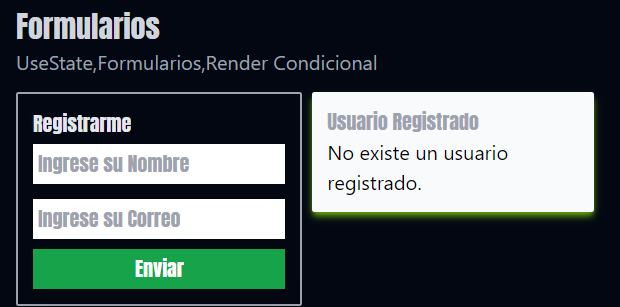 Formularios
UseState,Formularios,Render Condicional
Registrarme
Ingrese su Nombre
Ingrese su Correo
Enviar
Usuario Registrado
No existe un usuario
registrado.